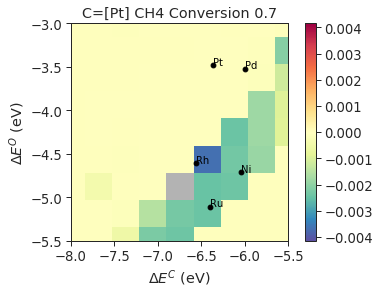 C=[Pt] CH4 Conversion 0.7
ΔE^O (eV)
−3.0
−3.5
−4.0
−4.5
−5.0
−5.5
Pt
Pd
Rh
Ni
Ru
−8.0 −7.5 −7.0 −6.5 −6.0 −5.5
ΔE^C (eV)
0.004
0.003
0.002
0.001
0.000
−0.001
−0.002
−0.003
−0.004